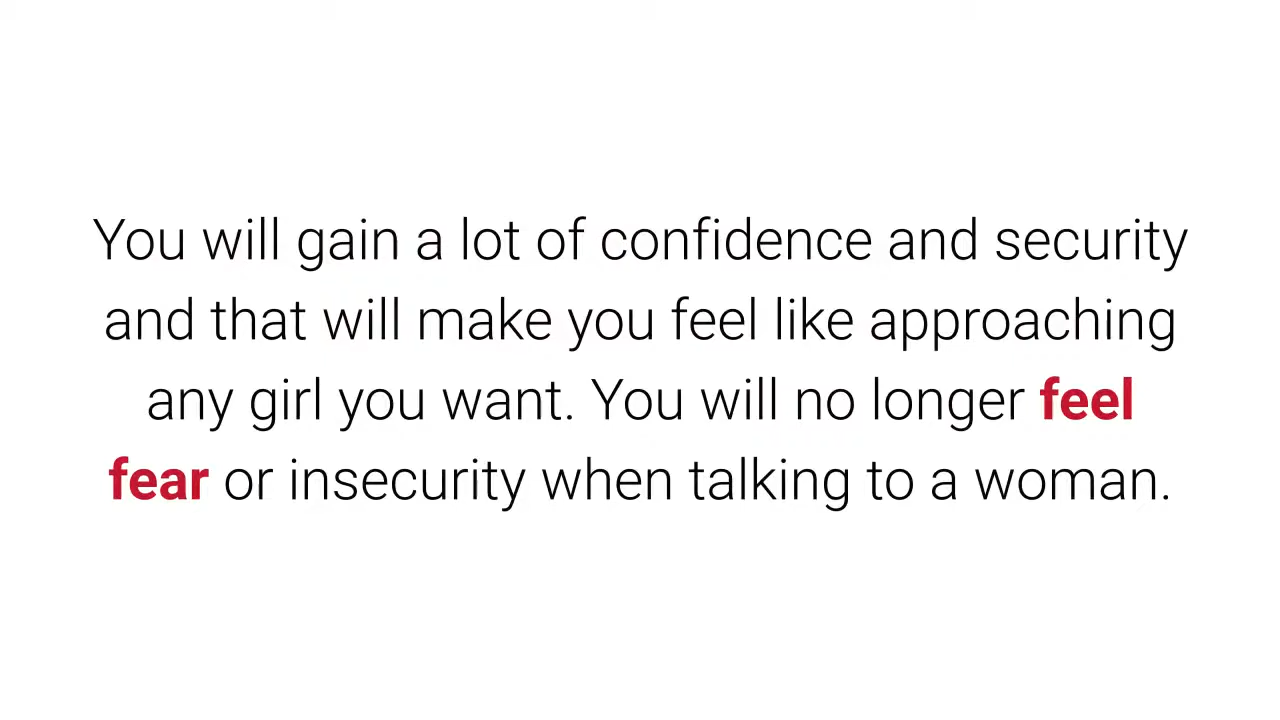 You will gain a lot of confidence and security
and that will make you feel like approaching
any girl you want. You will no longer feel
fear or insecurity when talking to a woman.